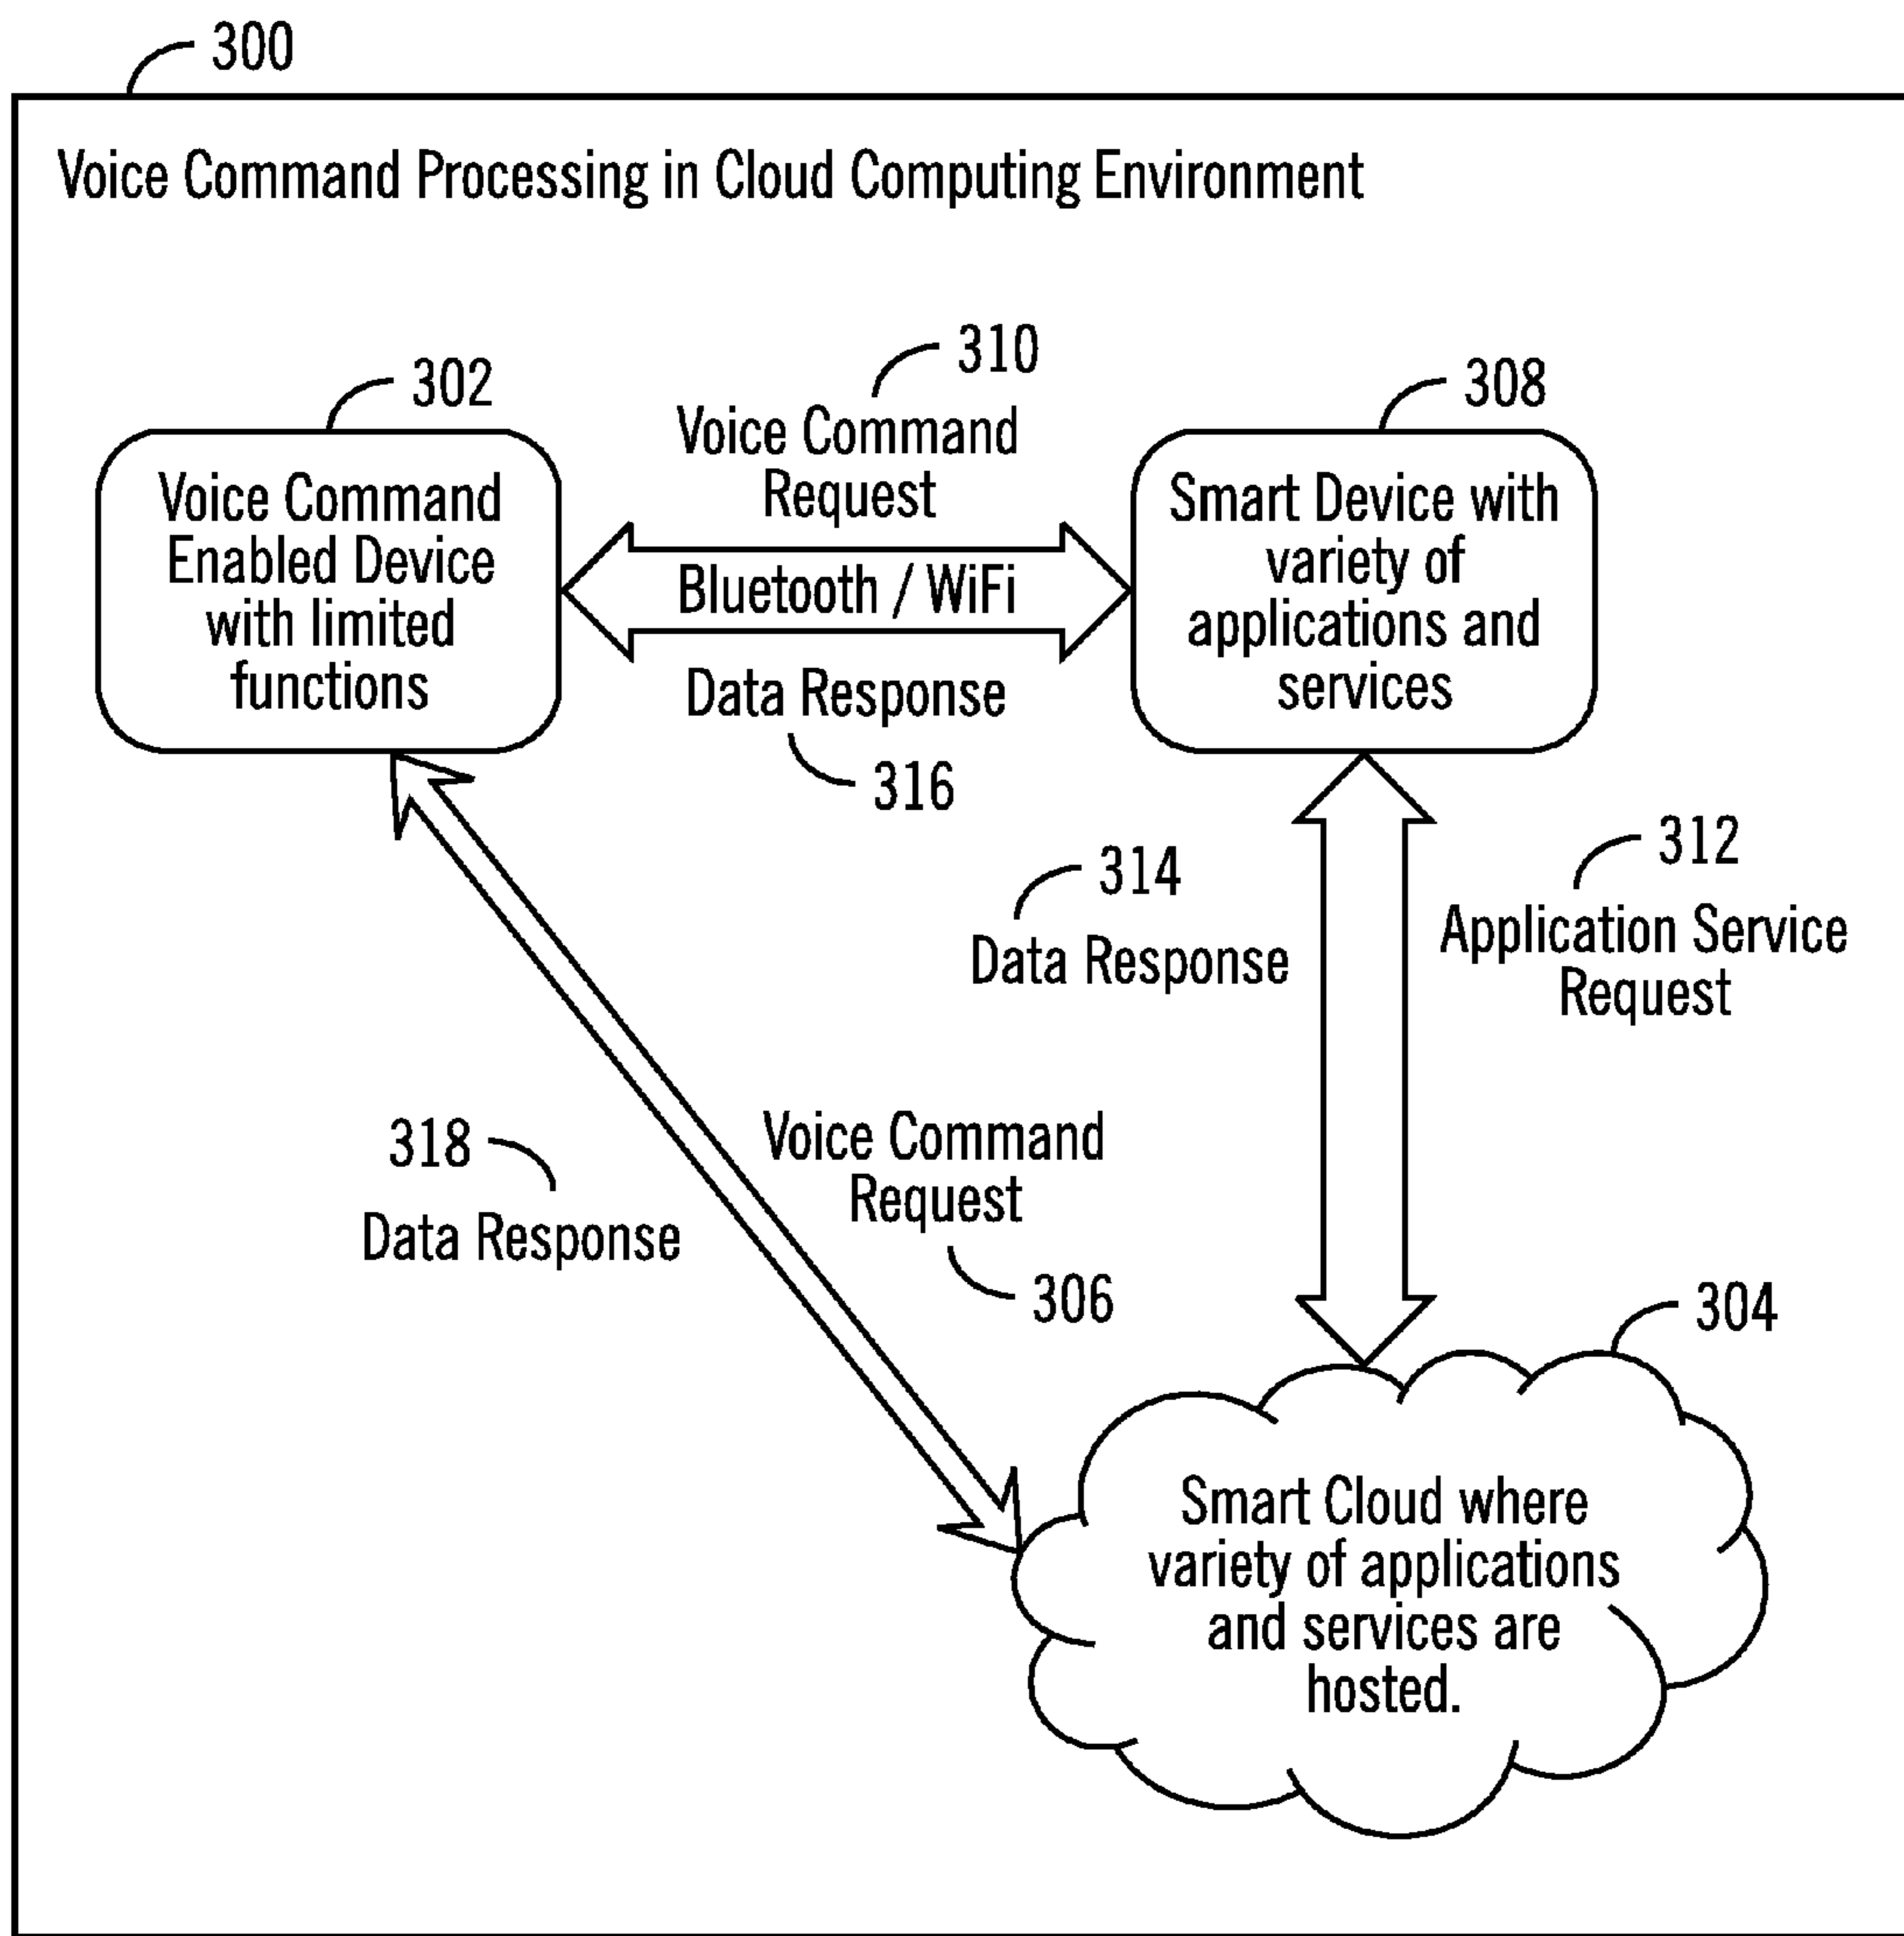 300
Voice Command Processing in Cloud Computing Environment
302
Voice Command
Enabled Device
with limited
functions
310
Voice Command
Request
Bluetooth / WiFi
Data Response
316
308
Smart Device with
variety of
applications and
services
314
Data Response
312
Application Service
Request
318
Data Response
Voice Command
Request
306
304
Smart Cloud where
variety of applications
and services are
hosted.